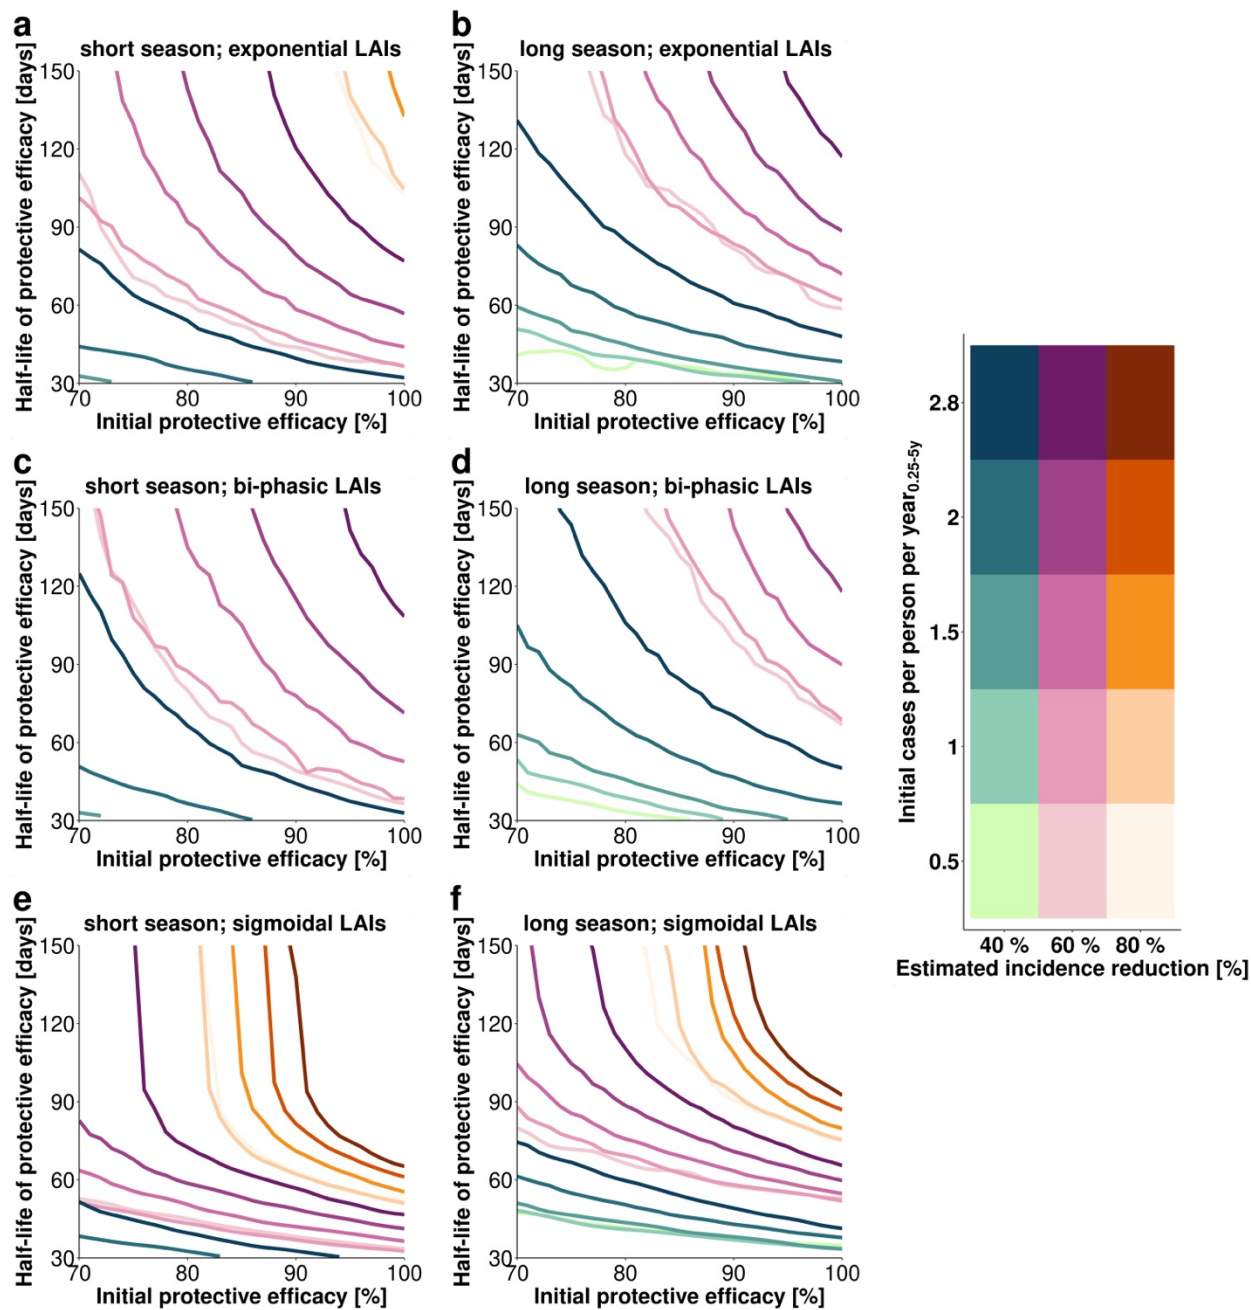 a
short season; exponential LAIs
Half-life of protective efficacy [days]
150
120
90
60
30
70 80 90 100
Initial protective efficacy [%]
b
long season; exponential LAIs
Half-life of protective efficacy [days]
150
120
90
60
30
70 80 90 100
Initial protective efficacy [%]
c
short season; bi-phasic LAIs
Half-life of protective efficacy [days]
150
120
90
60
30
70 80 90 100
Initial protective efficacy [%]
d
long season; bi-phasic LAIs
Half-life of protective efficacy [days]
150
120
90
60
30
70 80 90 100
Initial protective efficacy [%]
e
short season; sigmoidal LAIs
Half-life of protective efficacy [days]
150
120
90
60
30
70 80 90 100
Initial protective efficacy [%]
f
long season; sigmoidal LAIs
Half-life of protective efficacy [days]
150
120
90
60
30
70 80 90 100
Initial protective efficacy [%]
Initial cases per person per year0.25-5y
2.8
2
1.5
1
0.5
40 % 60 % 80 %
Estimated incidence reduction [%]